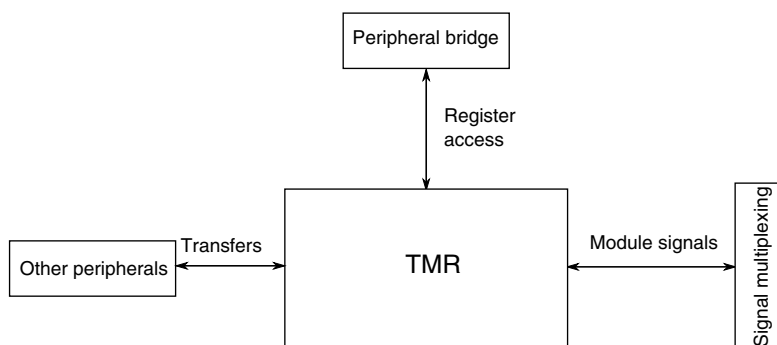 Peripheral bridge
Register
access
Transfers
Other peripherals
TMR
Module signals
Signal multiplexing